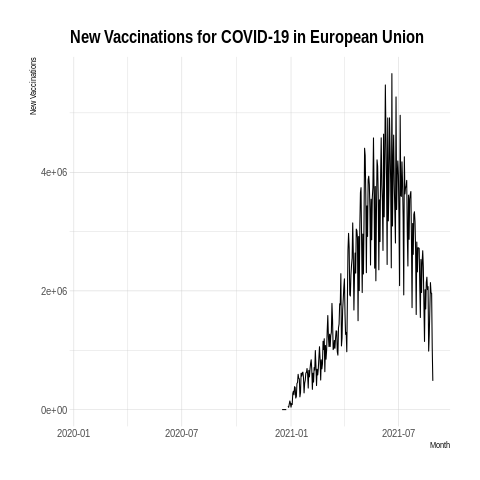 New Vaccinations for COVID-19 in European Union
New Vaccinations
4e+06
2e+06
0e+00
2020-01 2020-07 2021-01 2021-07
Month